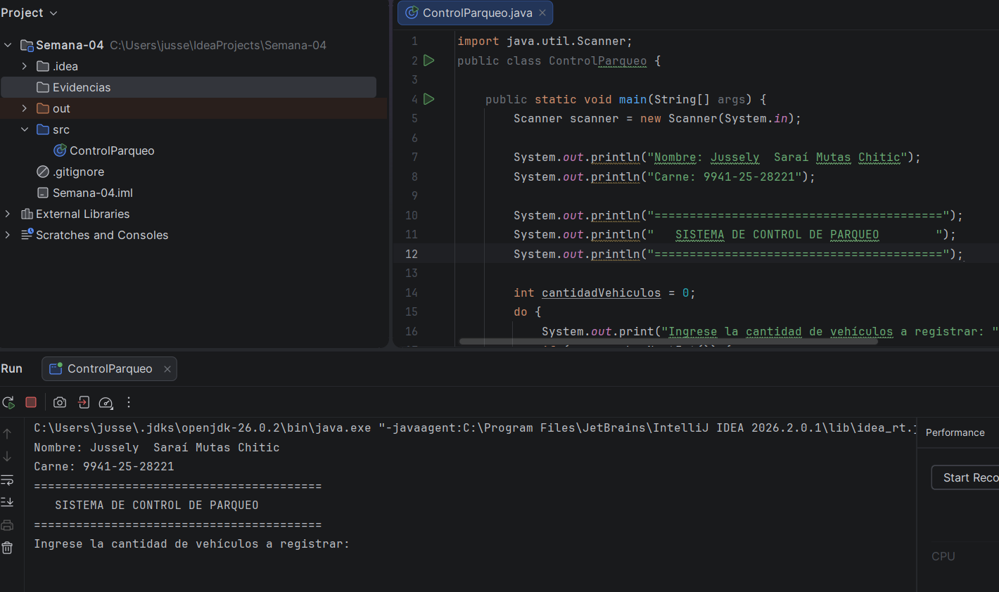 Project
Semana-04 C:\Users\jusse\IdeaProjects\Semana-04
.idea
Evidencias
out
src
ControlParqueo
.gitignore
Semana-04.iml
External Libraries
Scratches and Consoles
ControlParqueo.java
1 import java.util.Scanner;
2 public class ControlParqueo {
3
4 public static void main(String[] args) {
5 Scanner scanner = new Scanner(System.in);
6
7 System.out.println("Nombre: Jussely  Saraí Mutas Chitic");
8 System.out.println("Carne: 9941-25-28221");
9
10 System.out.println("=========================================");
11 System.out.println("   SISTEMA DE CONTROL DE PARQUEO        ");
12 System.out.println("=========================================");
13
14 int cantidadVehiculos = 0;
15 do {
16 System.out.print("Ingrese la cantidad de vehículos a registrar: "
Run
ControlParqueo
C:\Users\jusse\.jdks\openjdk-26.0.2\bin\java.exe "-javaagent:C:\Program Files\JetBrains\IntelliJ IDEA 2026.2.0.1\lib\idea_rt.j
Nombre: Jussely  Saraí Mutas Chitic
Carne: 9941-25-28221
=========================================
   SISTEMA DE CONTROL DE PARQUEO
=========================================
Ingrese la cantidad de vehículos a registrar:
Performance
Start Reco
CPU